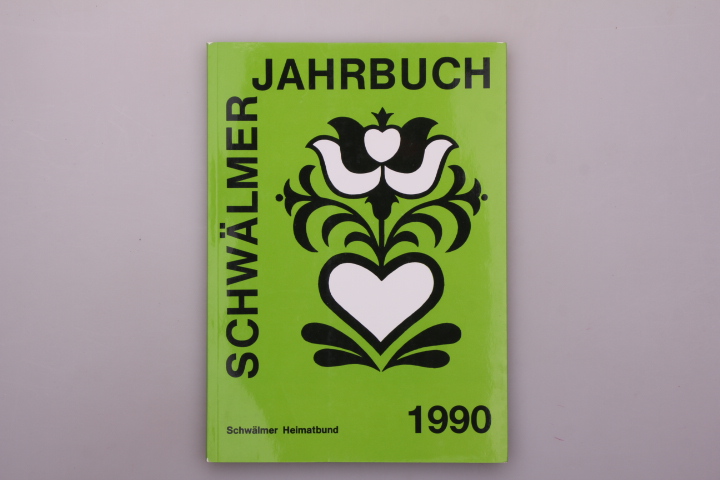 SCHWÄLMER
JAHRBUCH
Schwälmer Heimatbund
1990